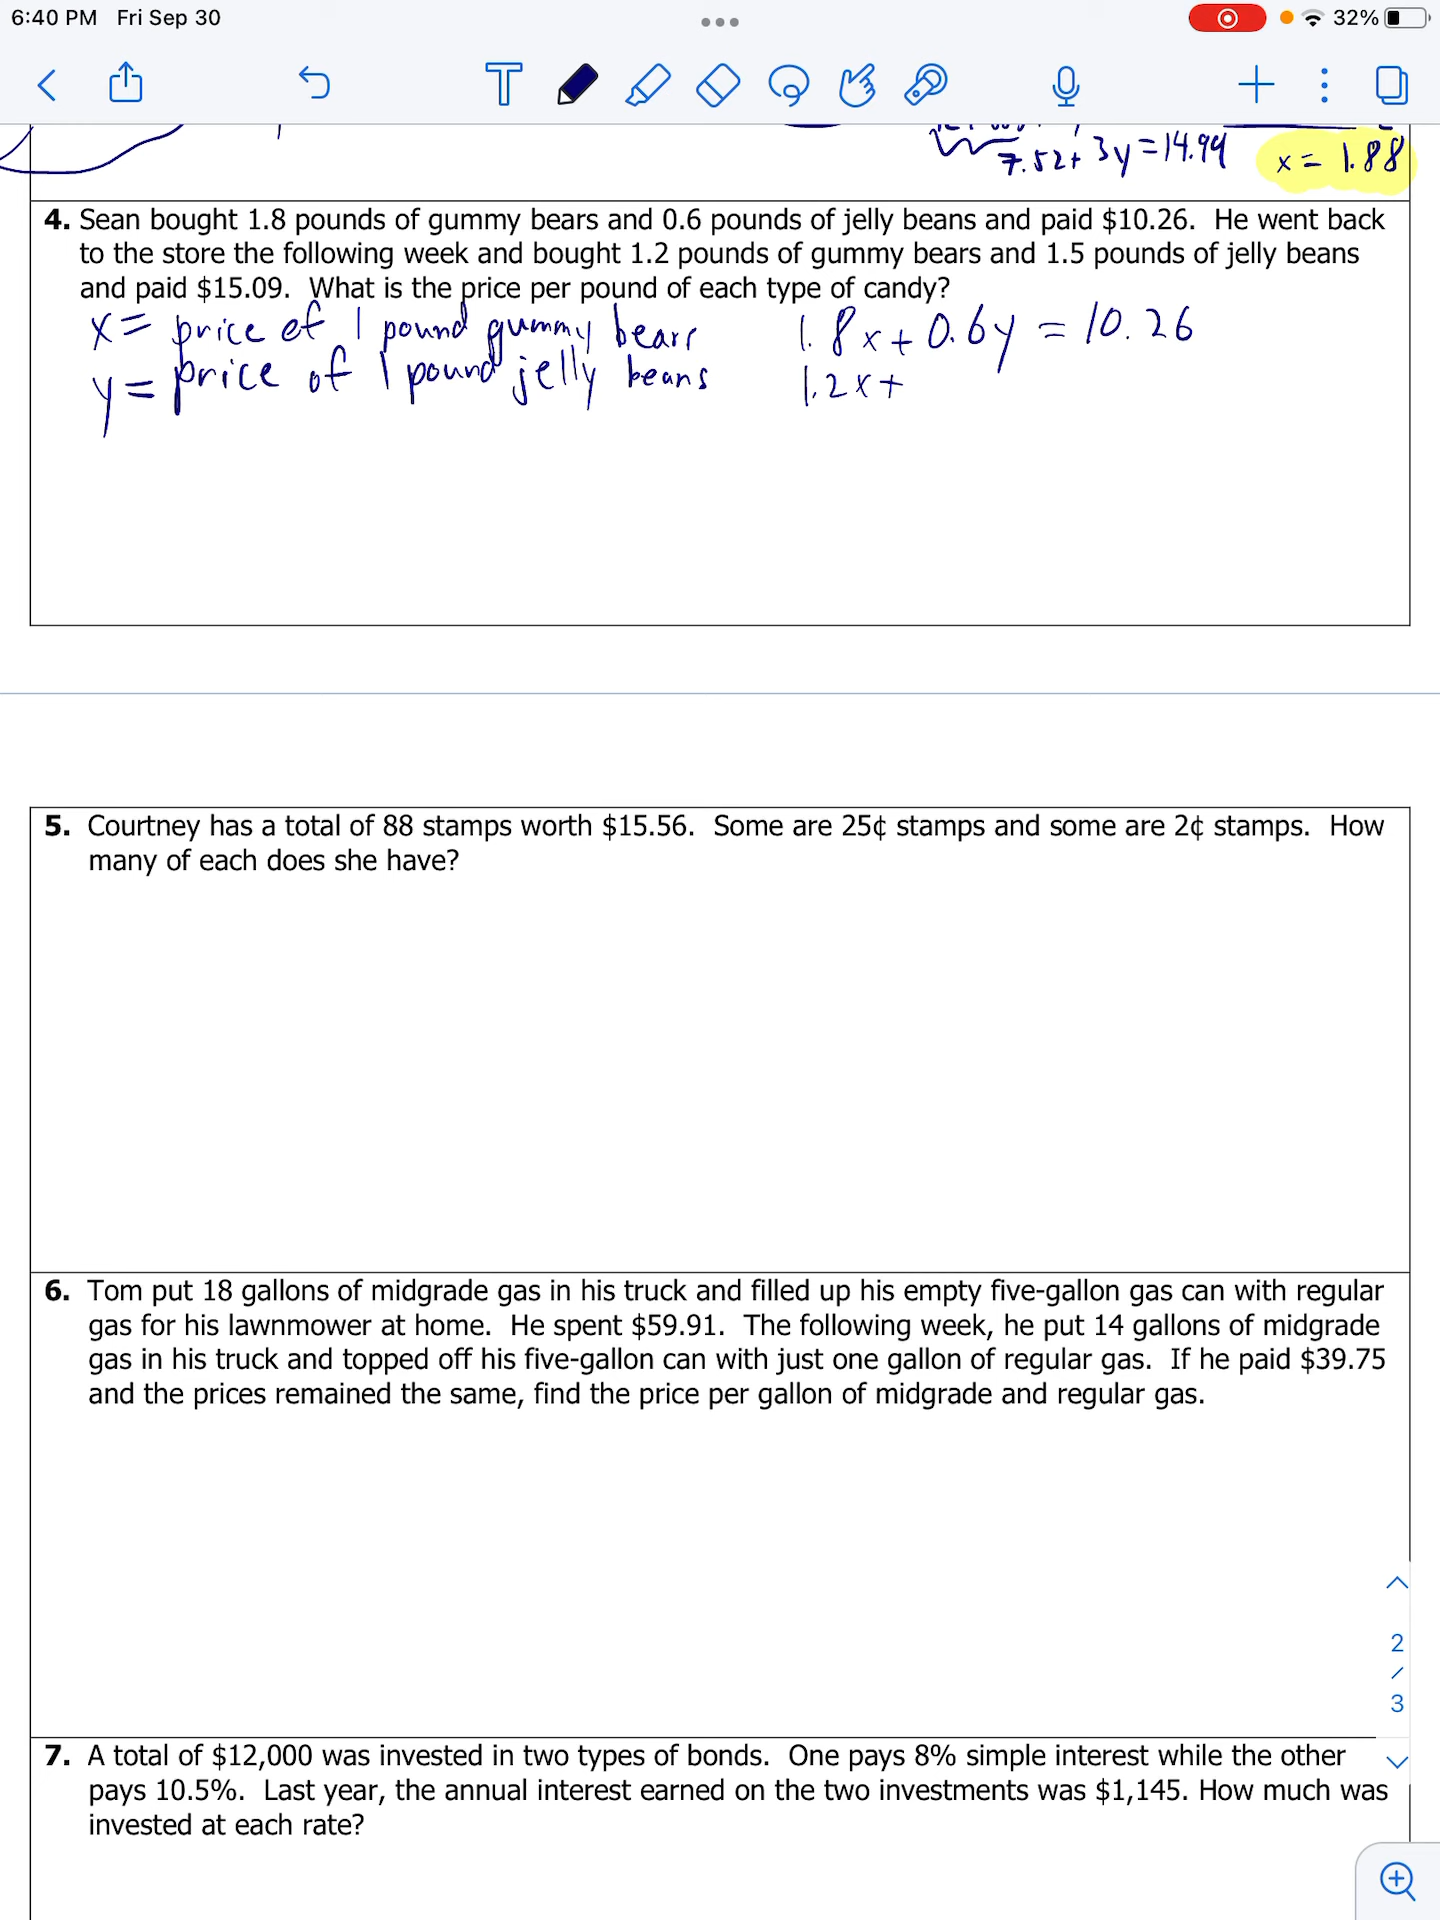 6:40 PM Fri Sep 30
32%
7.52+ 3y=14.99 x = 1.88
4. Sean bought 1.8 pounds of gummy bears and 0.6 pounds of jelly beans and paid $10.26. He went back
to the store the following week and bought 1.2 pounds of gummy bears and 1.5 pounds of jelly beans
and paid $15.09. What is the price per pound of each type of candy?
x = price of 1 pound gummy bears 1.8x + 0.6y = 10.26
y = price of 1 pound jelly beans 1.2x +
5. Courtney has a total of 88 stamps worth $15.56. Some are 25¢ stamps and some are 2¢ stamps. How
many of each does she have?
6. Tom put 18 gallons of midgrade gas in his truck and filled up his empty five-gallon gas can with regular
gas for his lawnmower at home. He spent $59.91. The following week, he put 14 gallons of midgrade
gas in his truck and topped off his five-gallon can with just one gallon of regular gas. If he paid $39.75
and the prices remained the same, find the price per gallon of midgrade and regular gas.
2
/
3
7. A total of $12,000 was invested in two types of bonds. One pays 8% simple interest while the other
pays 10.5%. Last year, the annual interest earned on the two investments was $1,145. How much was
invested at each rate?